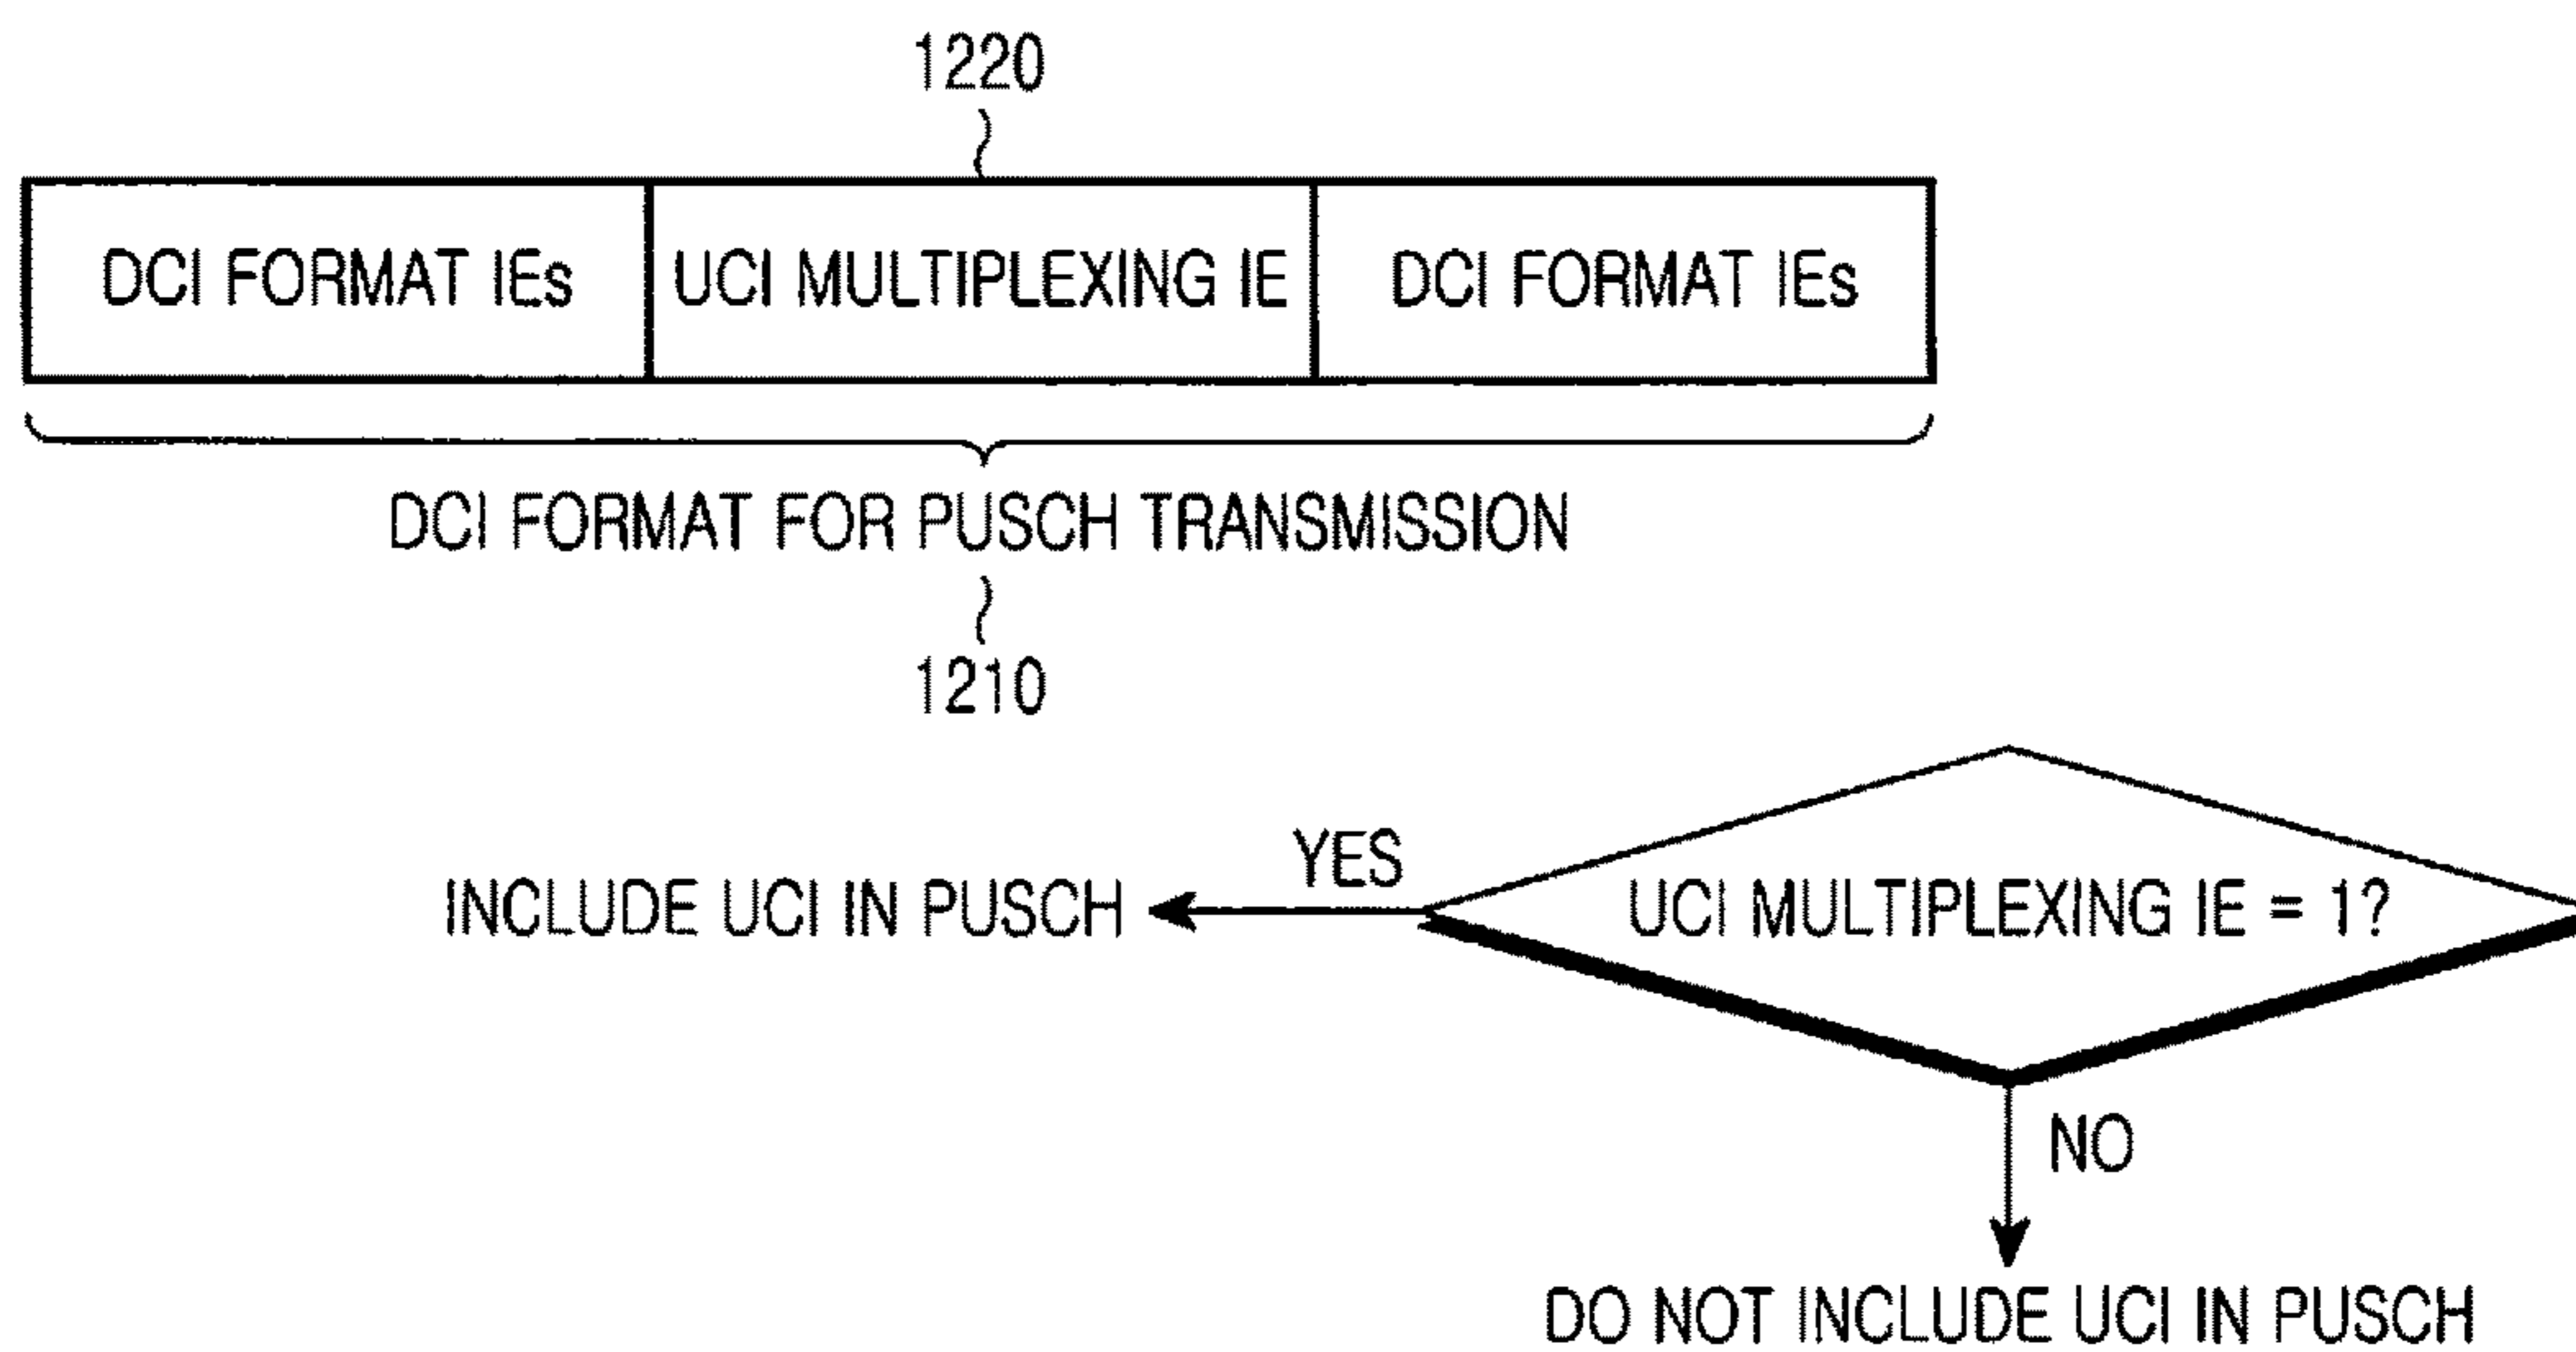 1220
DCI FORMAT IEs UCI MULTIPLEXING IE DCI FORMAT IEs
DCI FORMAT FOR PUSCH TRANSMISSION
1210
INCLUDE UCI IN PUSCH YES UCI MULTIPLEXING IE = 1?
NO
DO NOT INCLUDE UCI IN PUSCH